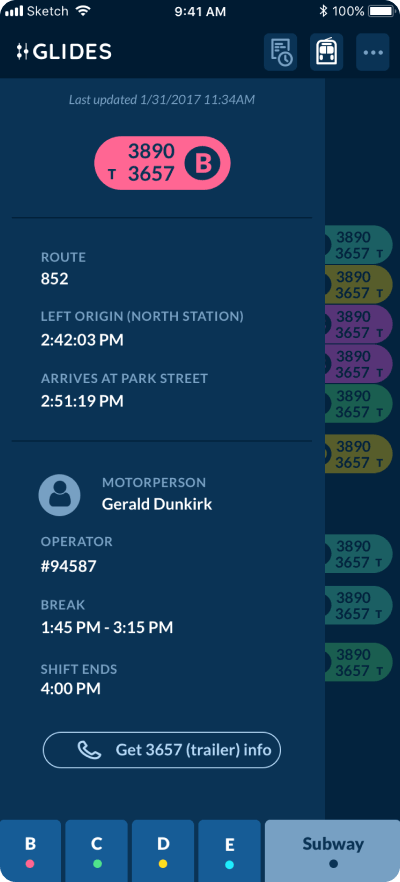 Sketch 9:41 AM 100%
GLIDES
Last updated 1/31/2017 11:34AM
3890
T 3657 B
ROUTE
852
LEFT ORIGIN (NORTH STATION)
2:42:03 PM
ARRIVES AT PARK STREET
2:51:19 PM
MOTORPERSON
Gerald Dunkirk
OPERATOR
#94587
BREAK
1:45 PM - 3:15 PM
SHIFT ENDS
4:00 PM
Get 3657 (trailer) info
3890
3657 T
3890
3657 T
3890
3657 T
3890
3657 T
3890
3657 T
3890
3657 T
3890
3657 T
3890
3657 T
3890
3657 T
B C D E Subway